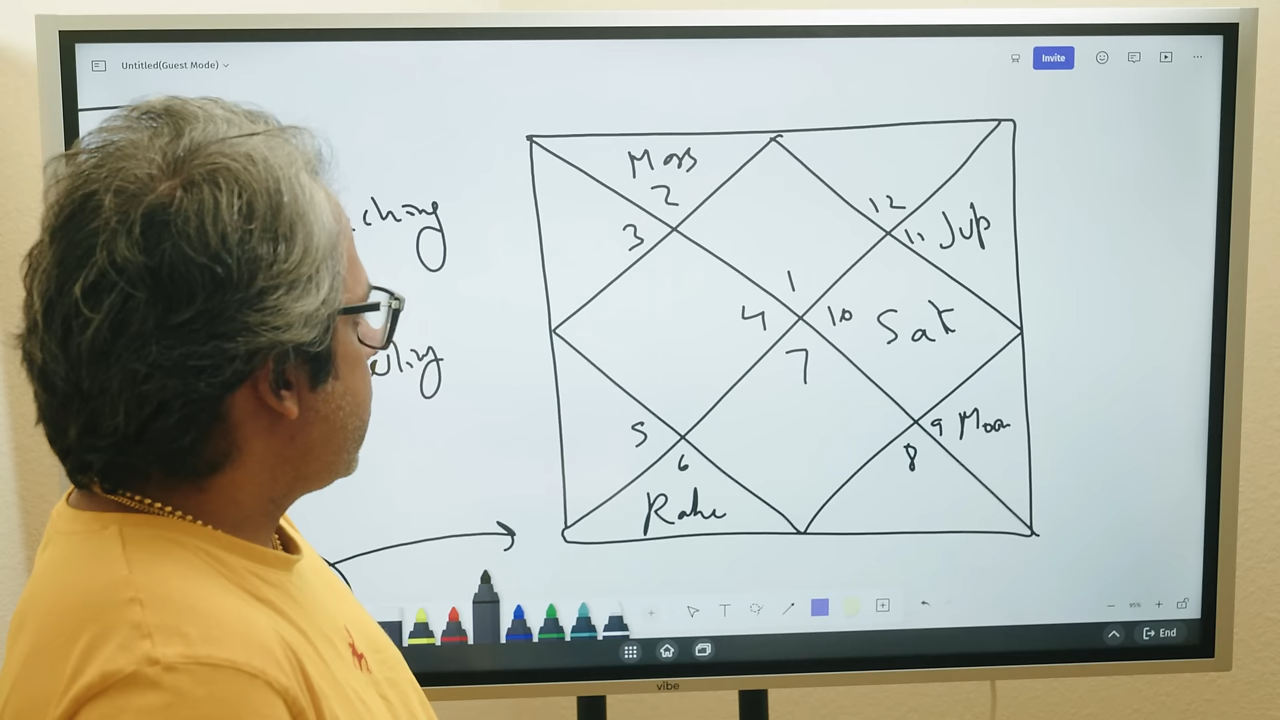 Untitled(Guest Mode)
Invite
Mars
2
12
3
11 Jup
1
4
10 Sat
7
5
9 Moon
6
8
Rahu
95%
End
vibe